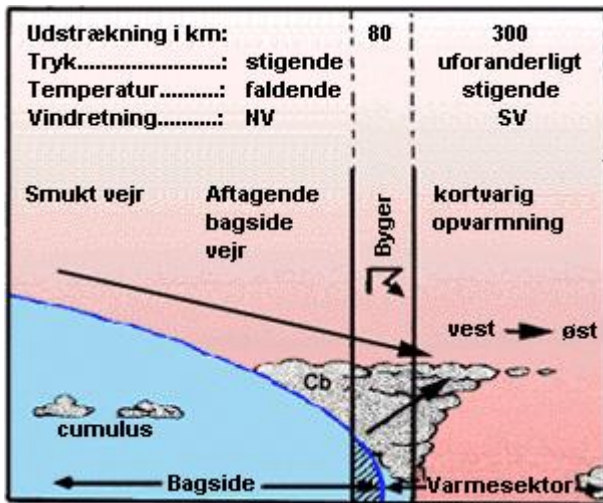 Udstrækning i km: 80 300
Tryk.........................: stigende uforanderligt
Temperatur..........: faldende stigende
Vindretning..........: NV SV
Smukt vejr
Aftagende
bagside
vejr
Byger
kortvarig
opvarmning
vest øst
Cb
cumulus
Bagside
Varmesektor